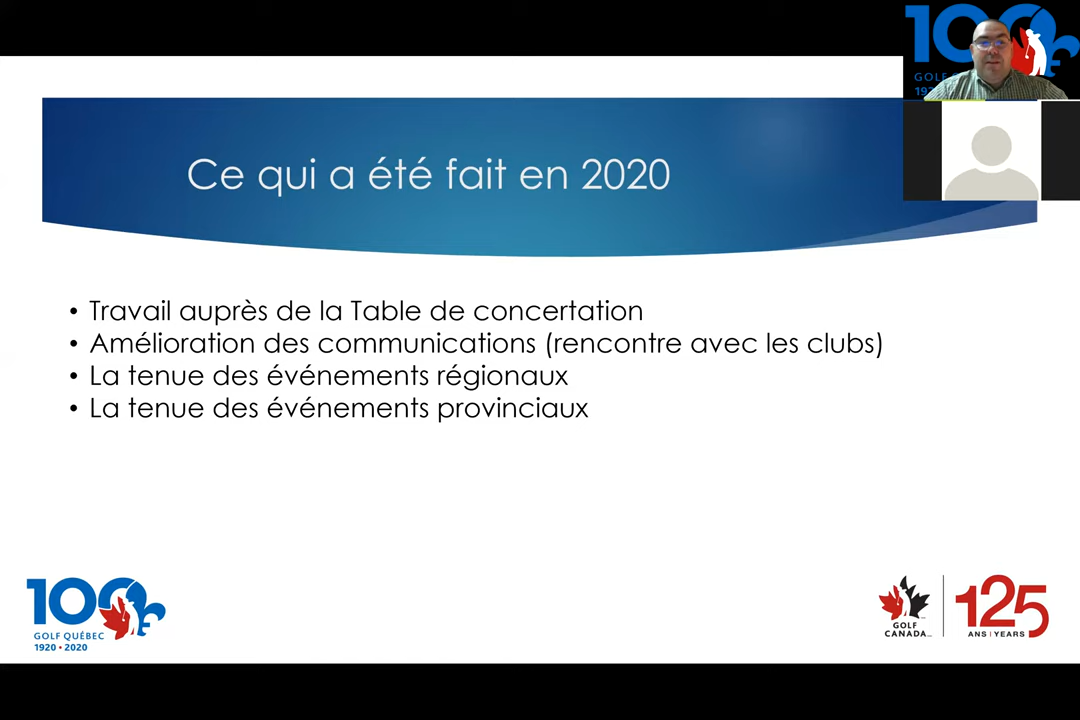 Ce qui a été fait en 2020
• Travail auprès de la Table de concertation
• Amélioration des communications (rencontre avec les clubs)
• La tenue des événements régionaux
• La tenue des événements provinciaux
100
GOLF QUÉBEC
1920 • 2020
GOLF
CANADA
125
ANS | YEARS
100
GOLF